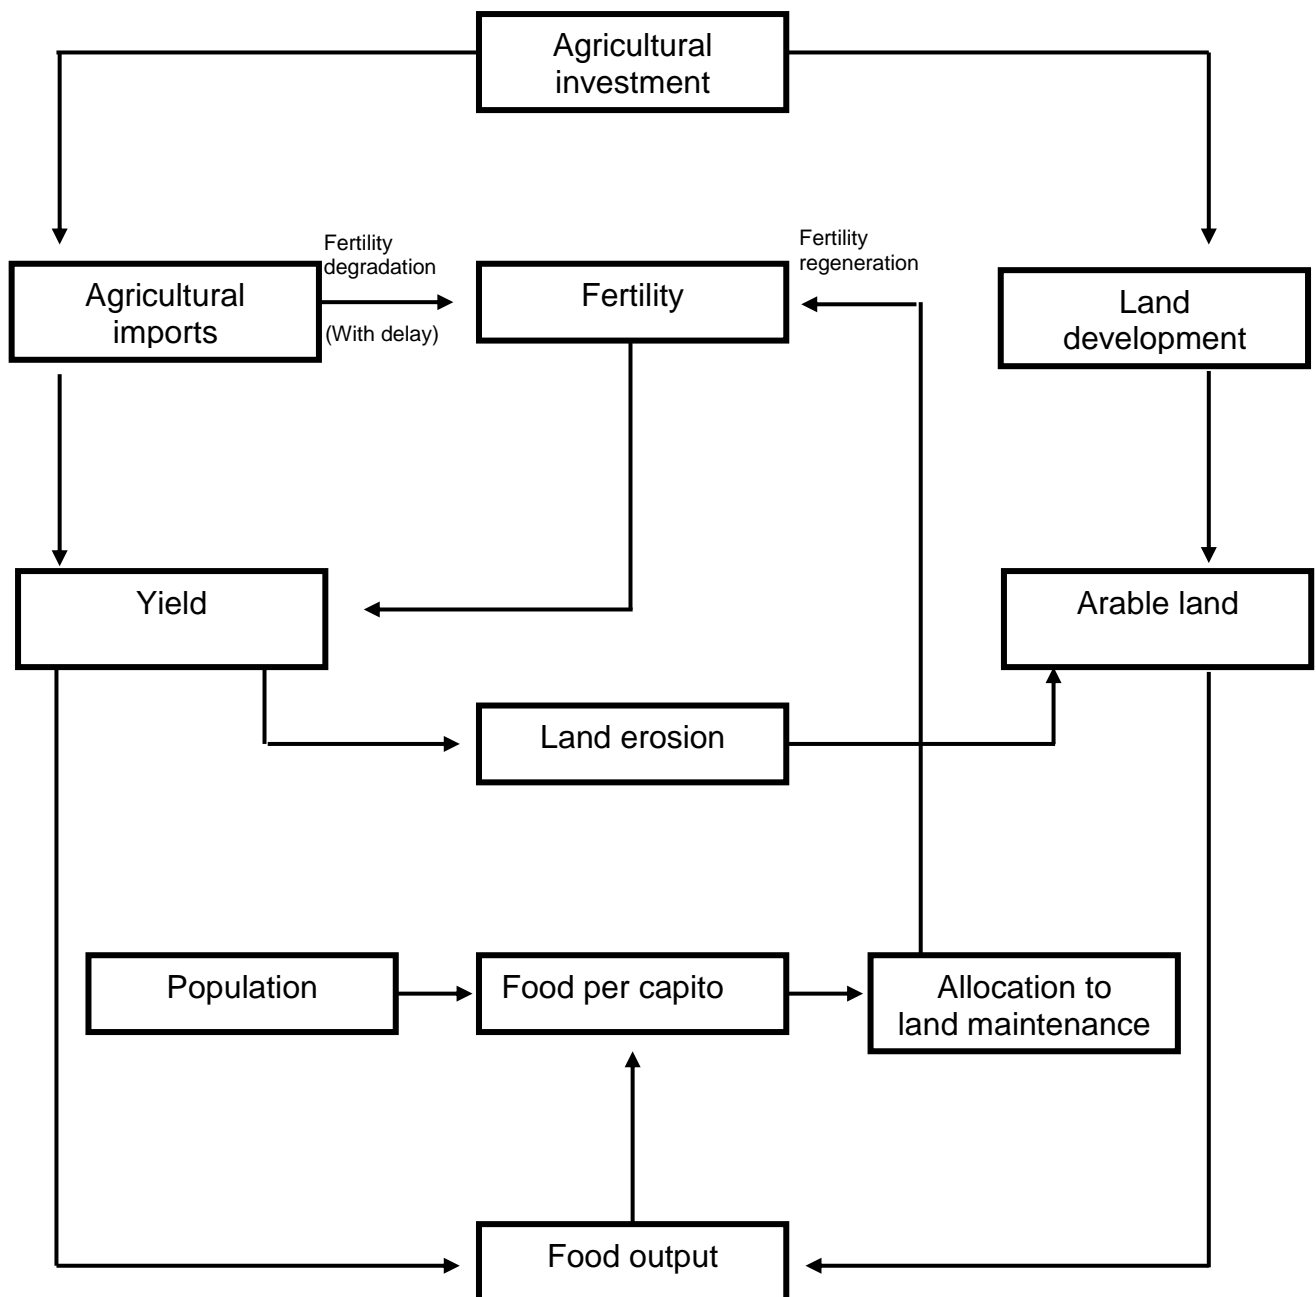 Agricultural
investment
Fertility
degradation
(With delay)
Fertility
regeneration
Agricultural
imports
Fertility
Land
development
Yield
Arable land
Land erosion
Population
Food per capito
Allocation to
land maintenance
Food output